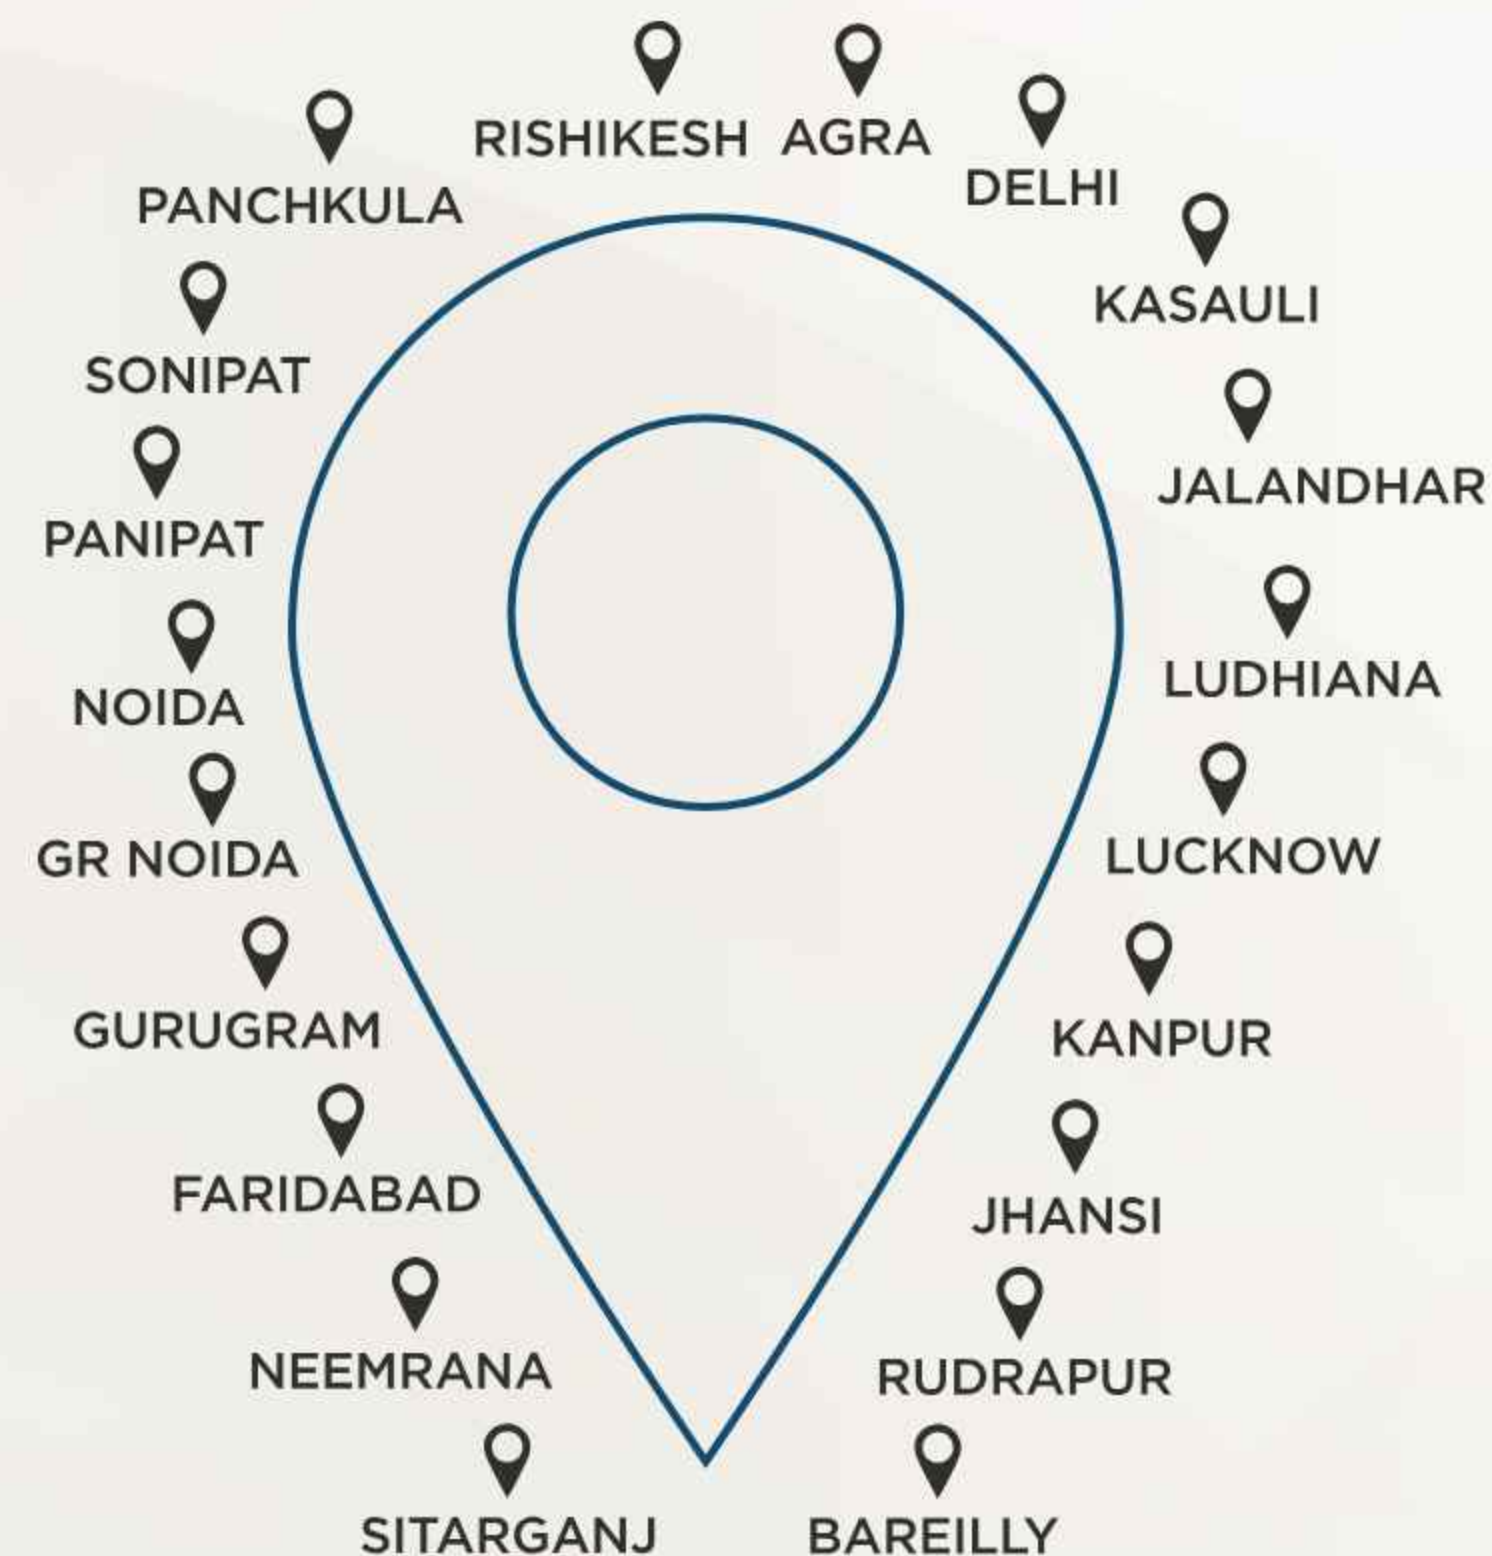 RISHIKESH
AGRA
DELHI
PANCHKULA
KASAULI
SONIPAT
JALANDHAR
PANIPAT
LUDHIANA
NOIDA
LUCKNOW
GR NOIDA
GURUGRAM
KANPUR
FARIDABAD
JHANSI
NEEMRANA
RUDRAPUR
SITARGANJ
BAREILLY